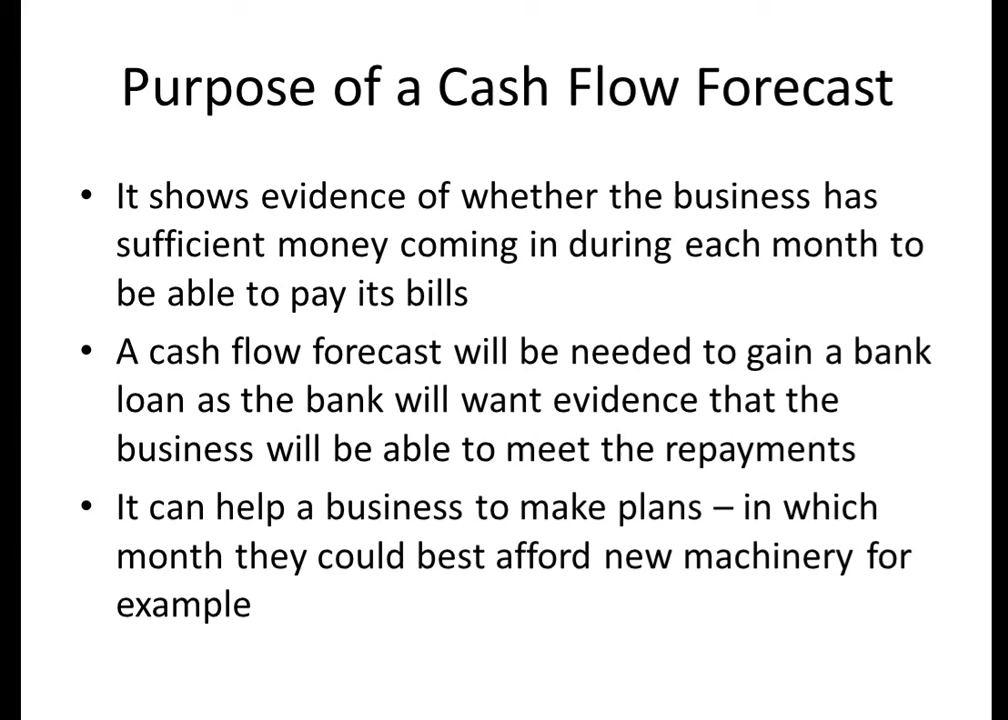 Purpose of a Cash Flow Forecast
• It shows evidence of whether the business has
sufficient money coming in during each month to
be able to pay its bills
• A cash flow forecast will be needed to gain a bank
loan as the bank will want evidence that the
business will be able to meet the repayments
• It can help a business to make plans – in which
month they could best afford new machinery for
example